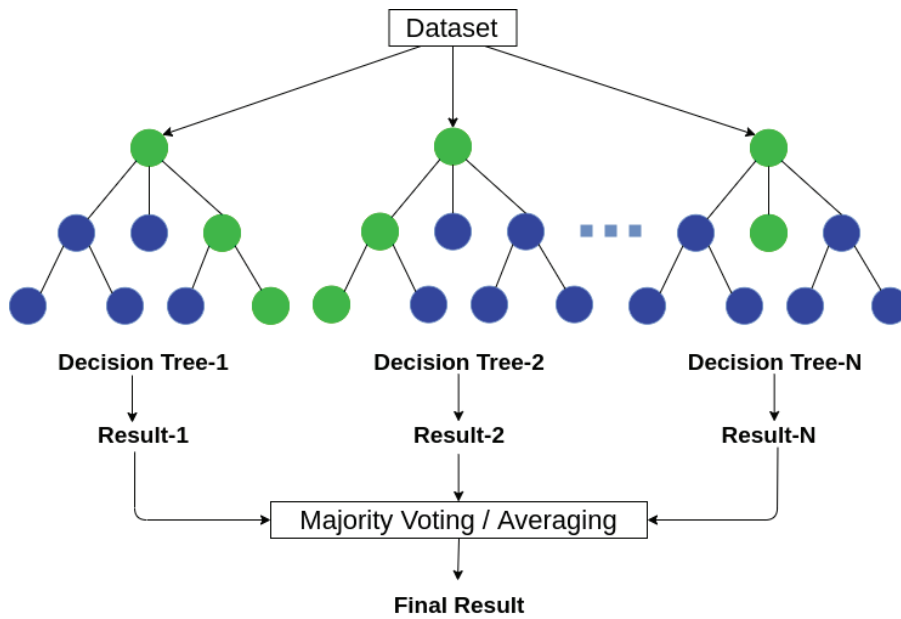 Dataset
Decision Tree-1
Decision Tree-2
Decision Tree-N
Result-1
Result-2
Result-N
Majority Voting / Averaging
Final Result